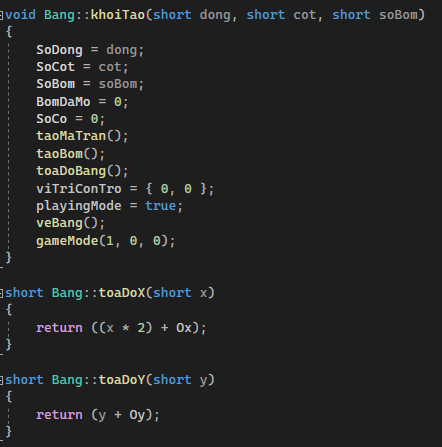 void Bang::khoiTao(short dong, short cot, short soBom)
{
    SoDong = dong;
    SoCot = cot;
    SoBom = soBom;
    BomDaMo = 0;
    SoCo = 0;
    taoMaTran();
    taoBom();
    toaDoBang();
    viTriConTro = { 0, 0 };
    playingMode = true;
    veBang();
    gameMode(1, 0, 0);
}
short Bang::toaDoX(short x)
{
    return ((x * 2) + Ox);
}
short Bang::toaDoY(short y)
{
    return (y + Oy);
}